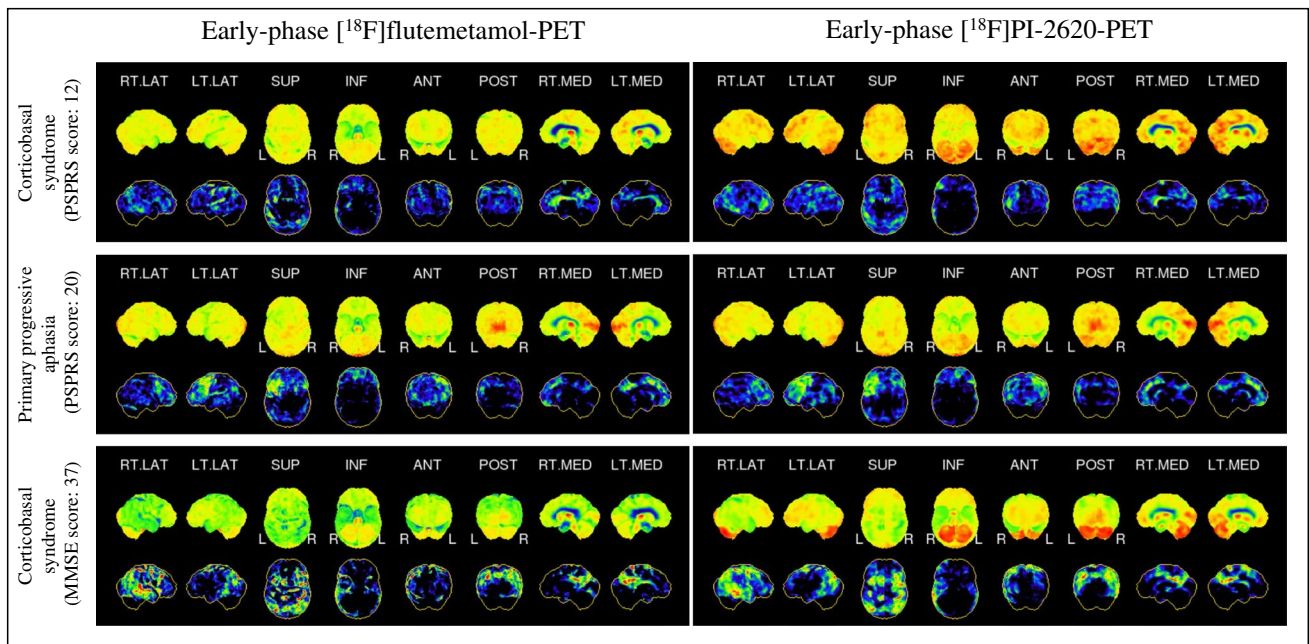 Early-phase [¹⁸F]flutemetamol-PET
Early-phase [¹⁸F]PI-2620-PET
Corticobasal
syndrome
(PSPRS score: 12)
RT.LAT LT.LAT SUP INF ANT POST RT.MED LT.MED
L R R L R L L R
RT.LAT LT.LAT SUP INF ANT POST RT.MED LT.MED
L R R L R L L R
Primary progressive
aphasia
(PSPRS score: 20)
RT.LAT LT.LAT SUP INF ANT POST RT.MED LT.MED
L R R L R L L R
RT.LAT LT.LAT SUP INF ANT POST RT.MED LT.MED
L R R L R L L R
Corticobasal
syndrome
(MMSE score: 37)
RT.LAT LT.LAT SUP INF ANT POST RT.MED LT.MED
L R R L R L L R
RT.LAT LT.LAT SUP INF ANT POST RT.MED LT.MED
L R R L R L L R